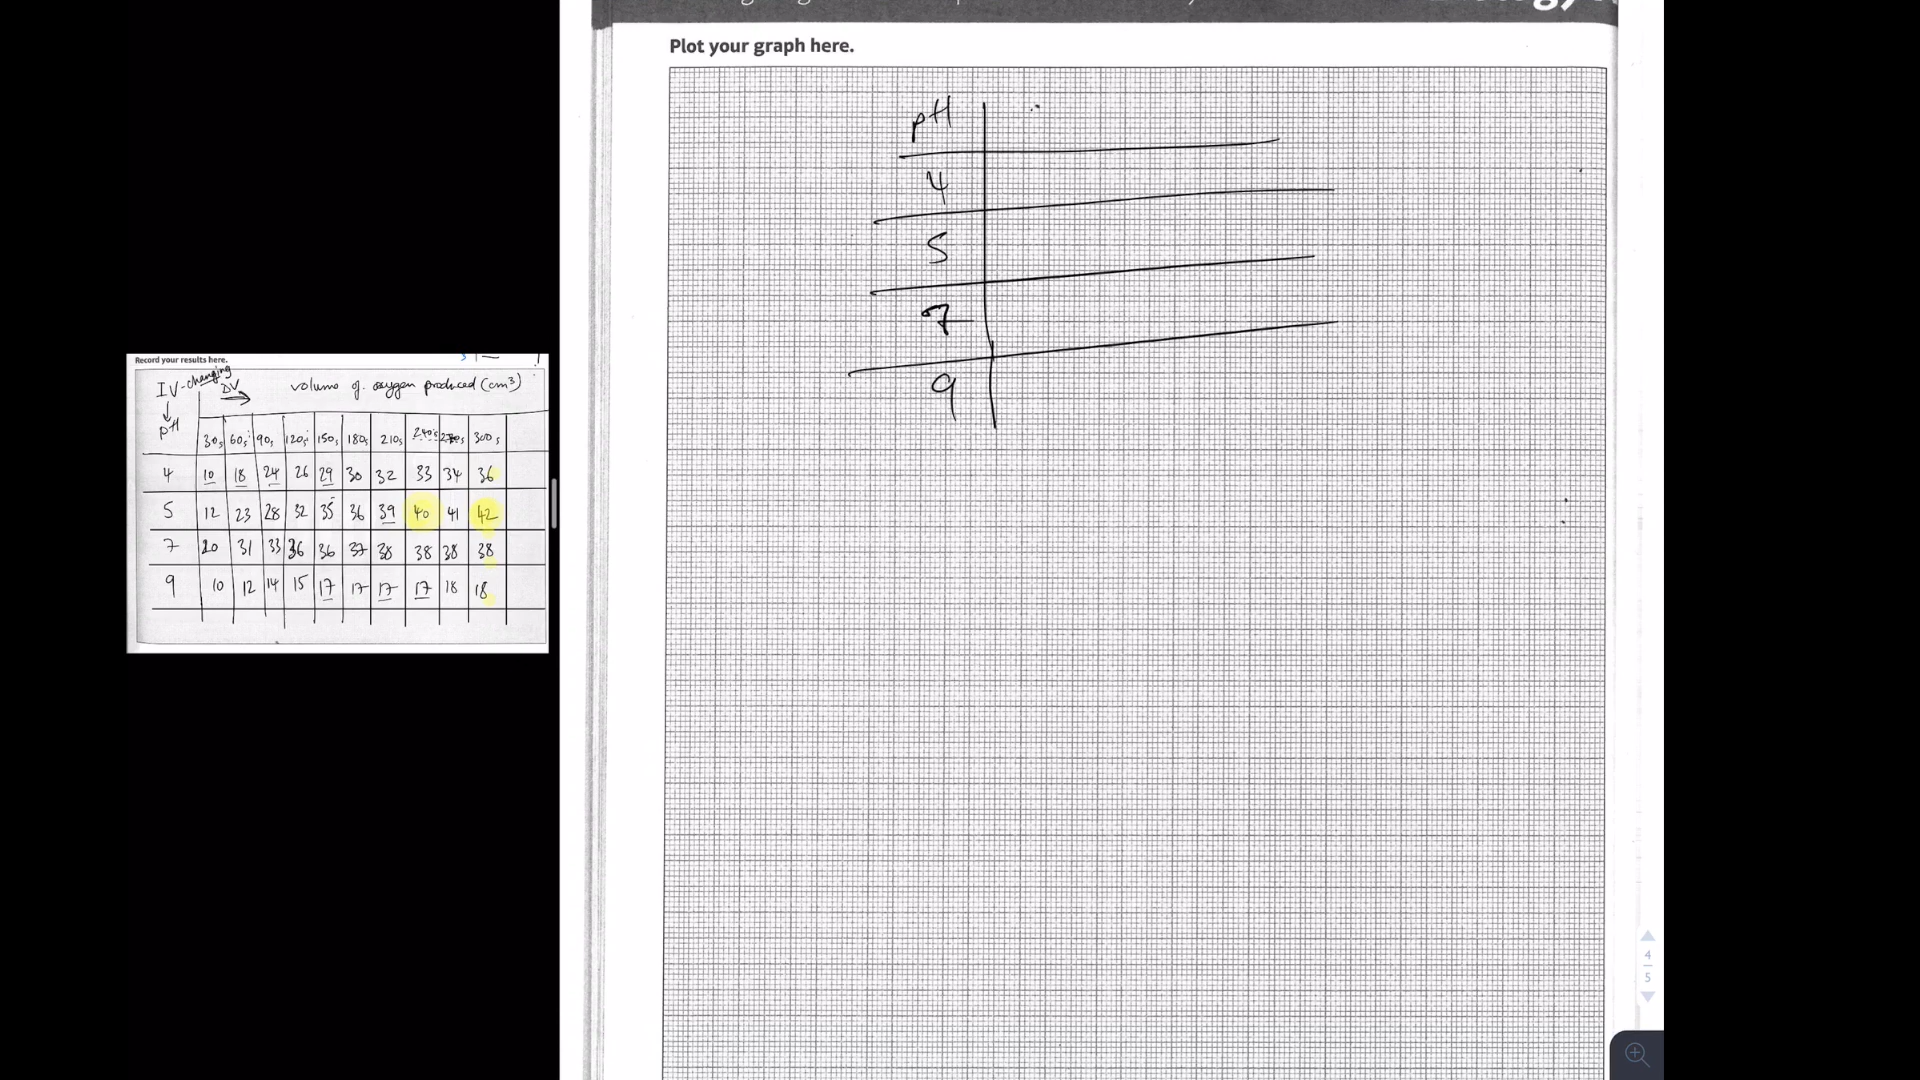 Plot your graph here.
pH
4
5
7
9
Record your results here.
IV-changing
DV
volume of oxygen produced (cm³)
pH
30s 60s 90s 120s 150s 180s 210s 240s 270s 300s
4 10 18 24 26 29 30 32 33 34 36
5 12 23 28 32 35 36 39 40 41 42
7 20 31 33 36 36 37 38 38 38 38
9 10 12 14 15 17 17 17 17 18 18
4
5